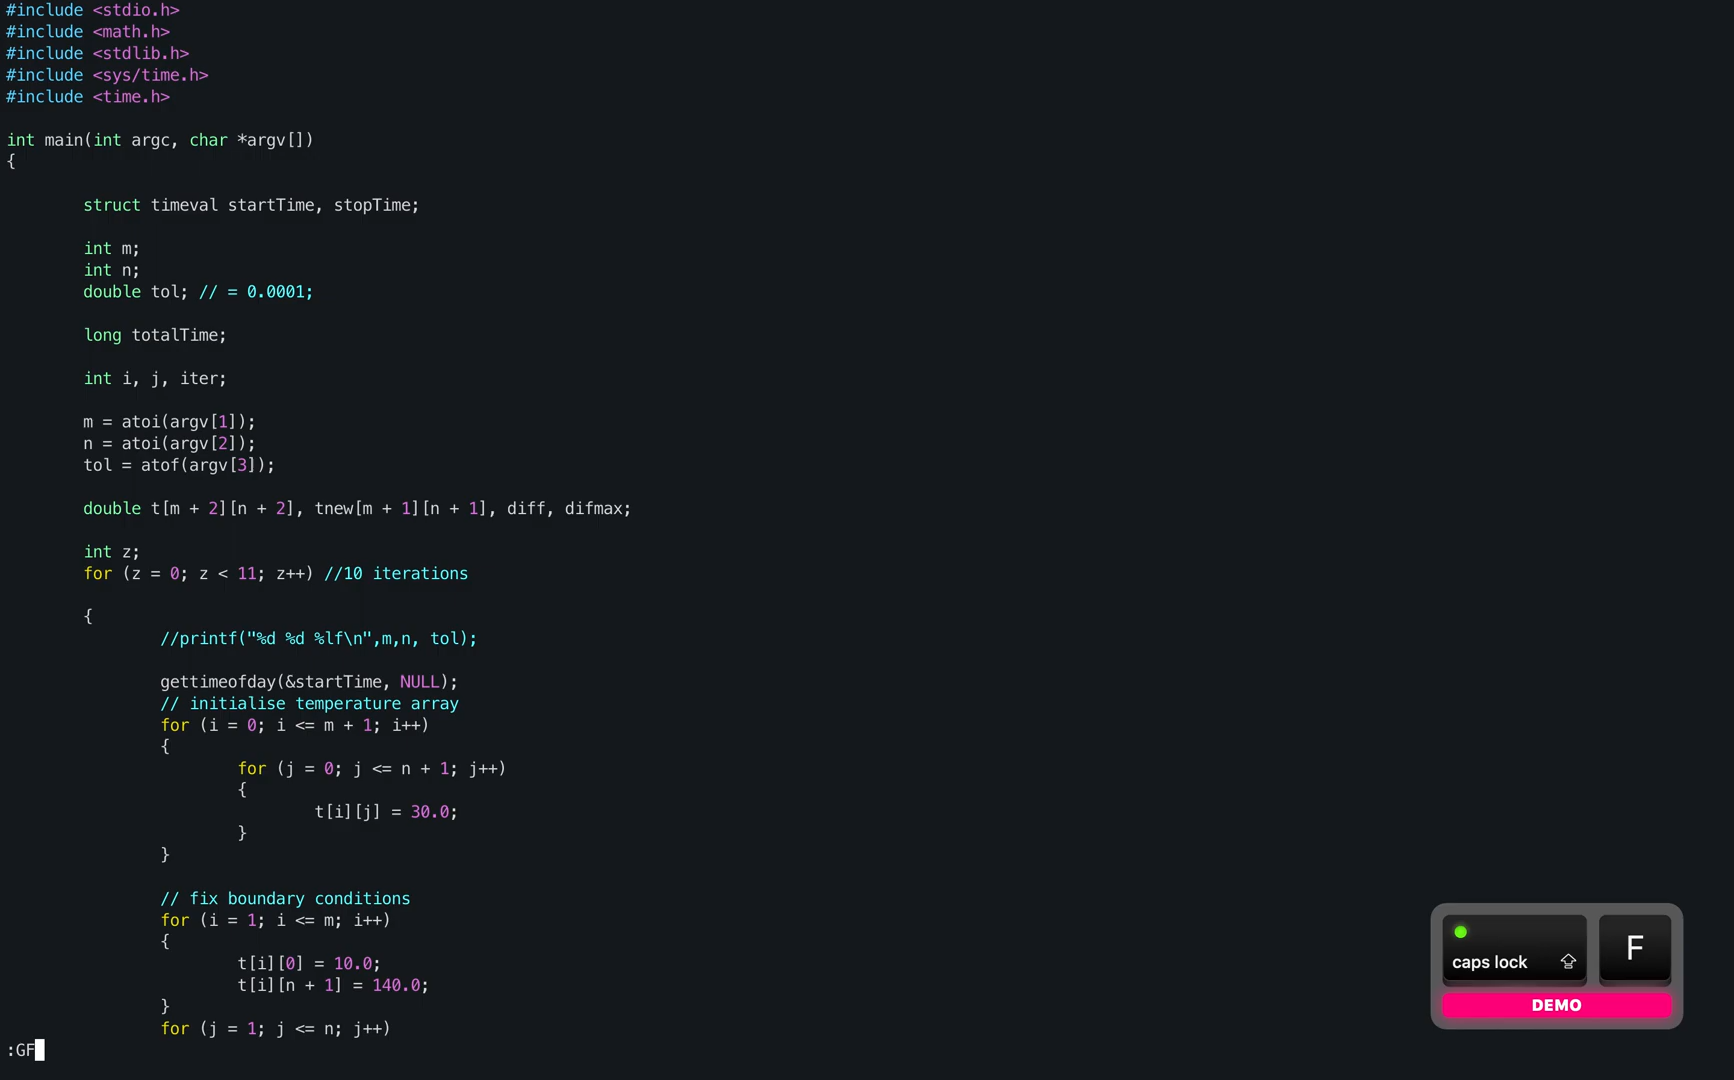 #include <stdio.h>
#include <math.h>
#include <stdlib.h>
#include <sys/time.h>
#include <time.h>
int main(int argc, char *argv[])
{
struct timeval startTime, stopTime;
int m;
int n;
double tol; // = 0.0001;
long totalTime;
int i, j, iter;
m = atoi(argv[1]);
n = atoi(argv[2]);
tol = atof(argv[3]);
double t[m + 2][n + 2], tnew[m + 1][n + 1], diff, difmax;
int z;
for (z = 0; z < 11; z++) //10 iterations
{
//printf("%d %d %lf\n",m,n, tol);
gettimeofday(&startTime, NULL);
// initialise temperature array
for (i = 0; i <= m + 1; i++)
{
for (j = 0; j <= n + 1; j++)
{
t[i][j] = 30.0;
}
}
// fix boundary conditions
for (i = 1; i <= m; i++)
{
t[i][0] = 10.0;
t[i][n + 1] = 140.0;
}
for (j = 1; j <= n; j++)
:GF
caps lock
F
DEMO